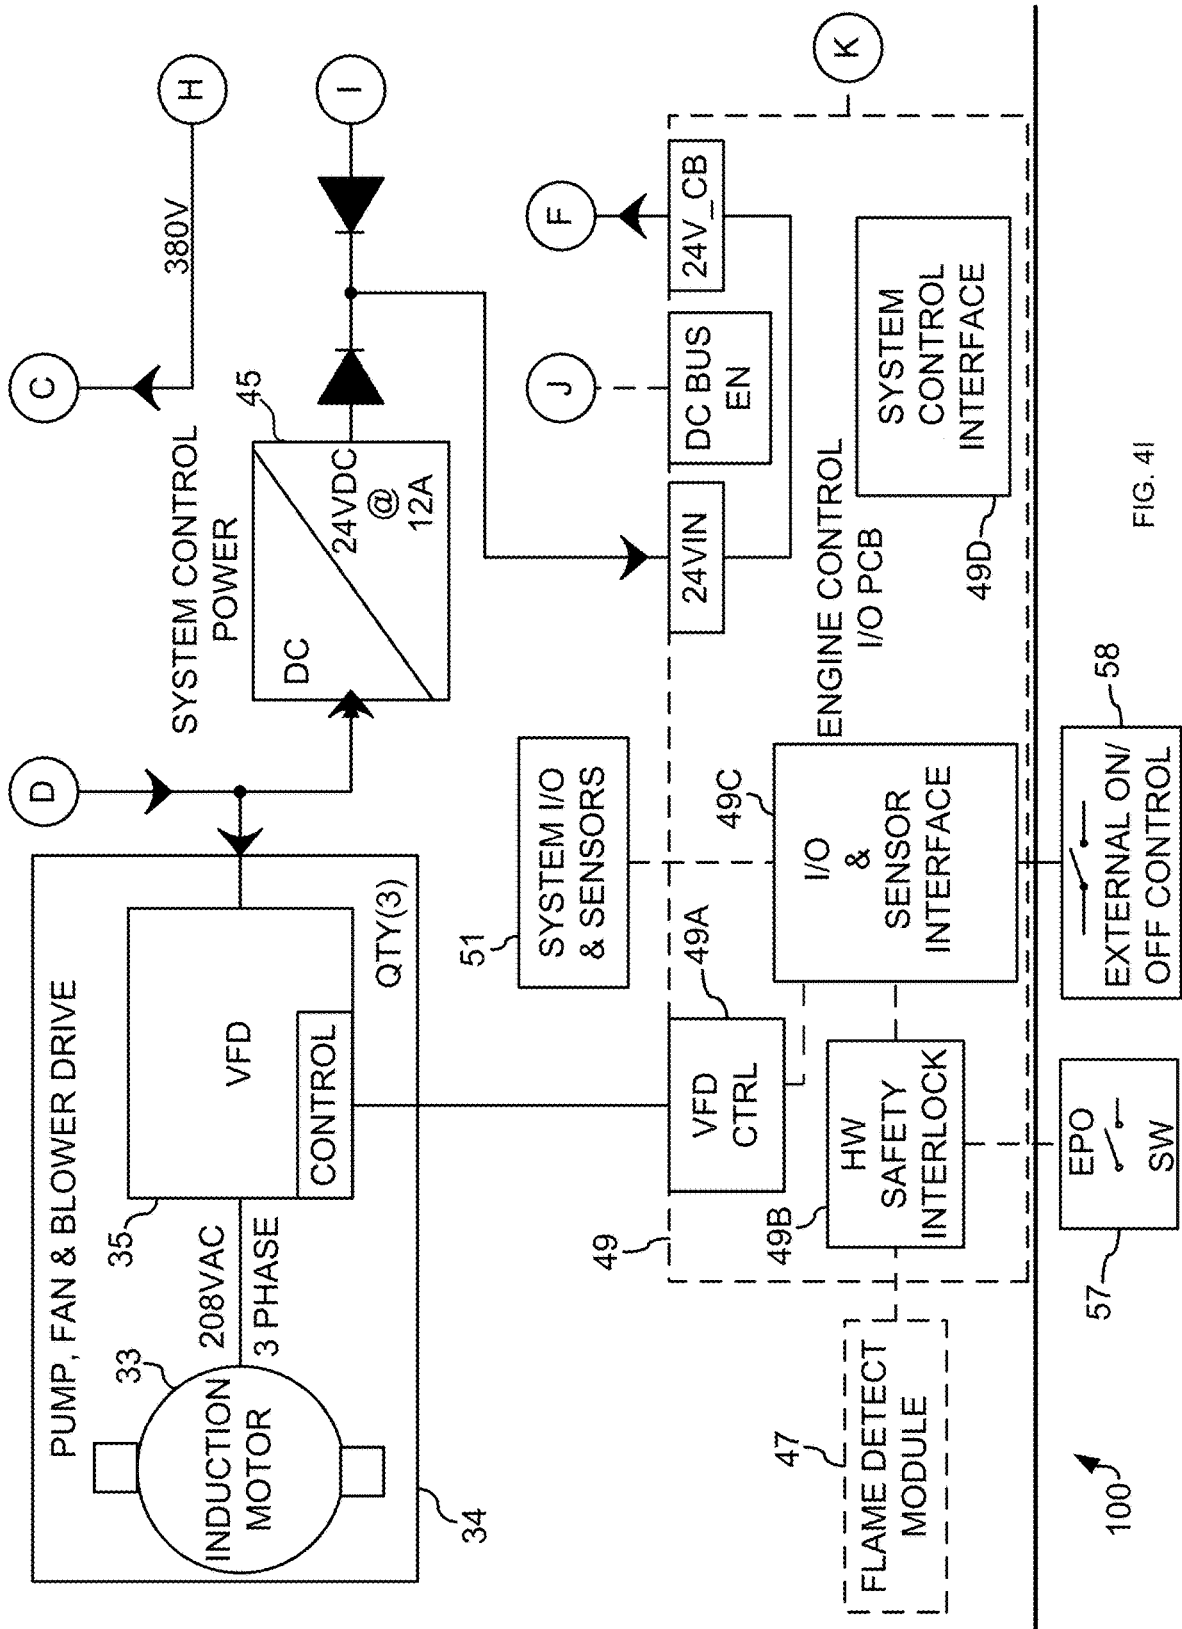 PUMP, FAN & BLOWER DRIVE
33
INDUCTION
MOTOR
208VAC
3 PHASE
35
VFD
CONTROL
QTY(3)
34
D
C
380V
H
SYSTEM CONTROL
POWER
45
DC
24VDC
@
12A
I
51
SYSTEM I/O
& SENSORS
J
F
49
VFD
CTRL
49A
24VIN
DC BUS
EN
24V_CB
K
ENGINE CONTROL
I/O PCB
49C
I/O
&
SENSOR
INTERFACE
49B
HW
SAFETY
INTERLOCK
SYSTEM
CONTROL
INTERFACE
49D
47
FLAME DETECT
MODULE
57
EPO
SW
EXTERNAL ON/
OFF CONTROL
58
100
FIG. 4I